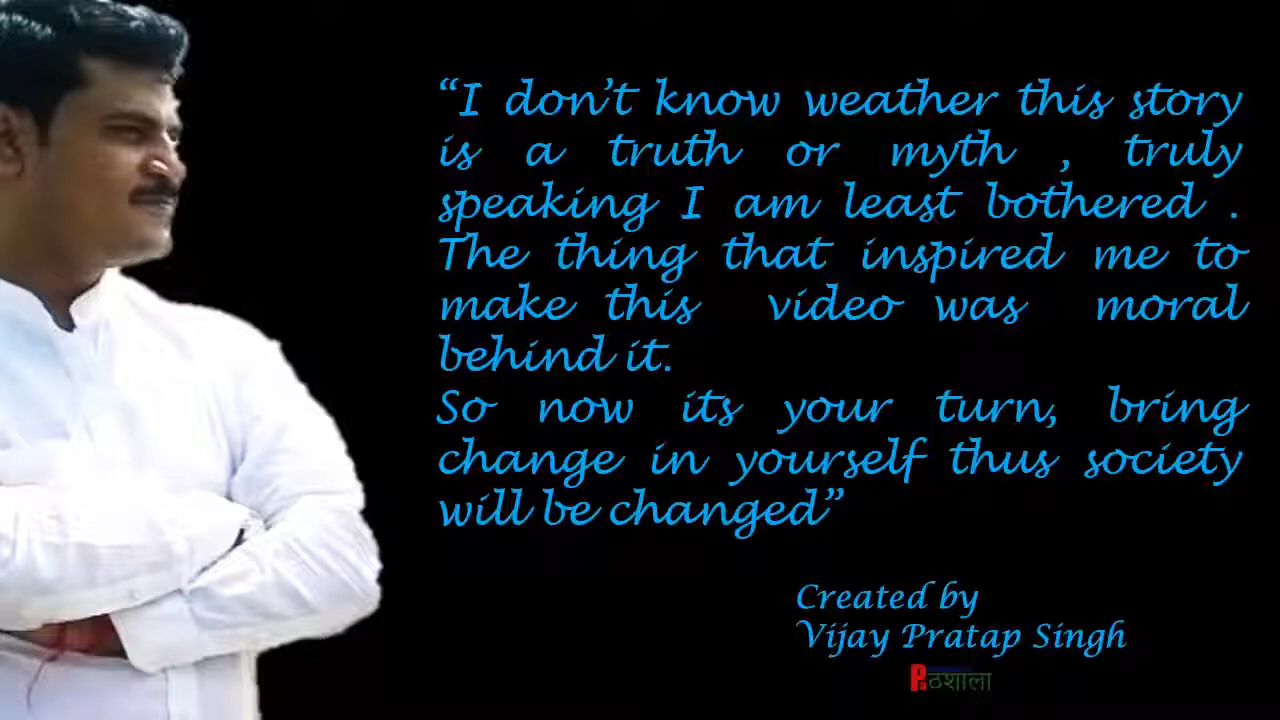 “I don’t know weather this story
is a truth or myth , truly
speaking I am least bothered .
The thing that inspired me to
make this video was moral
behind it.
So now its your turn, bring
change in yourself thus society
will be changed”
Created by
Vijay Pratap Singh
P.ठशाला